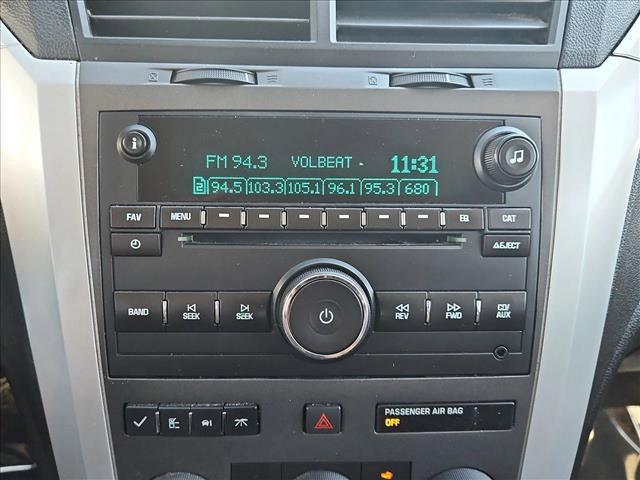 i
FM 94.3 VOLBEAT - 11:31
2 94.5 103.3 105.1 96.1 95.3 680
FAV MENU EQ CAT
EJECT
BAND SEEK SEEK REV FWD CD/AUX
PASSENGER AIR BAG
OFF